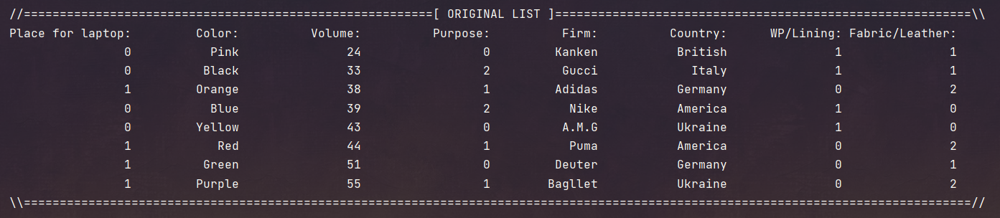 //=========================================================[ ORIGINAL LIST ]==========================================================\\
Place for laptop: Color: Volume: Purpose: Firm: Country: WP/Lining: Fabric/Leather:
0 Pink 24 0 Kanken British 1 1
0 Black 33 2 Gucci Italy 1 1
1 Orange 38 1 Adidas Germany 0 2
0 Blue 39 2 Nike America 1 0
0 Yellow 43 0 A.M.G Ukraine 1 0
1 Red 44 1 Puma America 0 2
1 Green 51 0 Deuter Germany 0 1
1 Purple 55 1 Bagllet Ukraine 0 2
\\====================================================================================================================================//